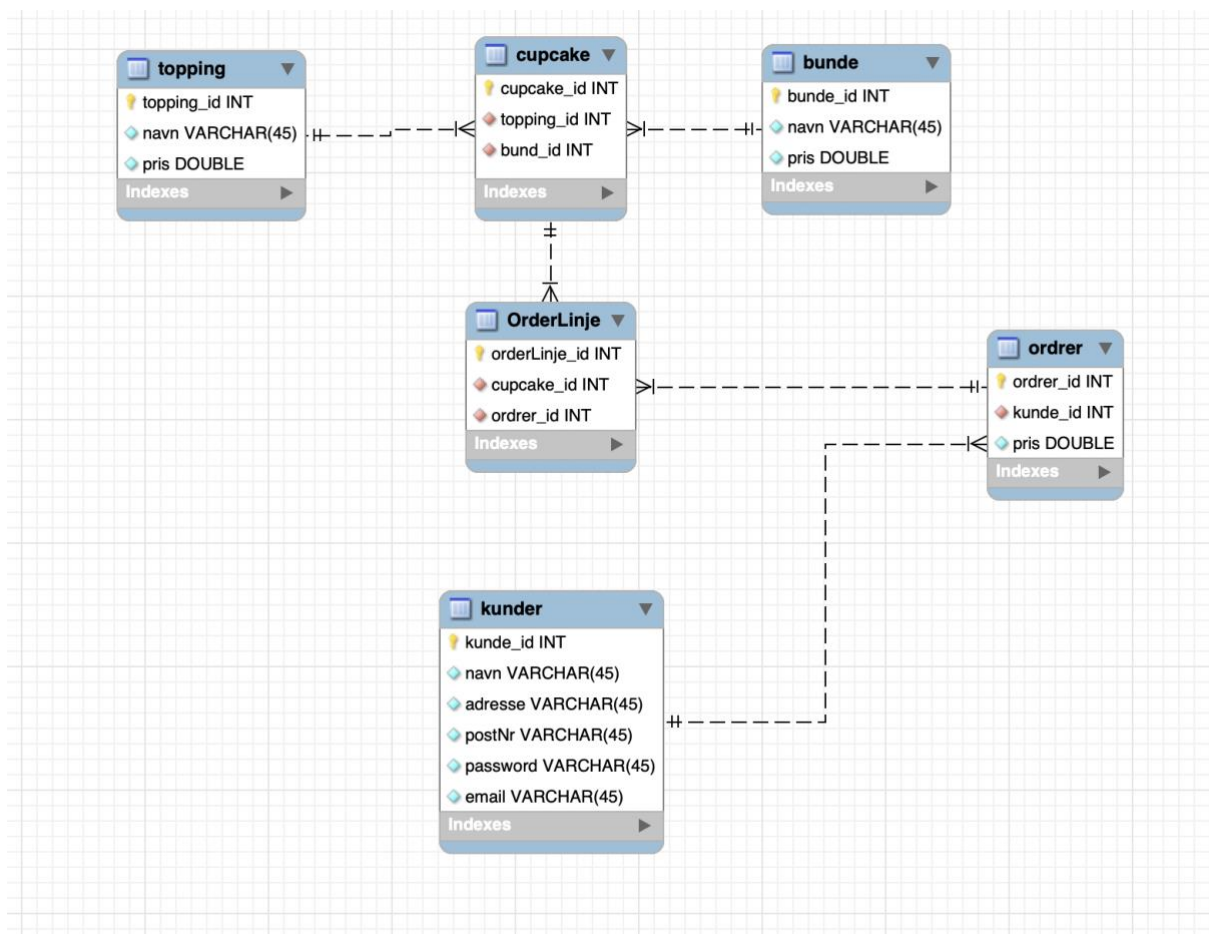 topping
topping_id INT
navn VARCHAR(45)
pris DOUBLE
Indexes
cupcake
cupcake_id INT
topping_id INT
bund_id INT
Indexes
bunde
bunde_id INT
navn VARCHAR(45)
pris DOUBLE
Indexes
OrderLinje
orderLinje_id INT
cupcake_id INT
ordrer_id INT
Indexes
ordrer
ordrer_id INT
kunde_id INT
pris DOUBLE
Indexes
kunder
kunde_id INT
navn VARCHAR(45)
adresse VARCHAR(45)
postNr VARCHAR(45)
password VARCHAR(45)
email VARCHAR(45)
Indexes